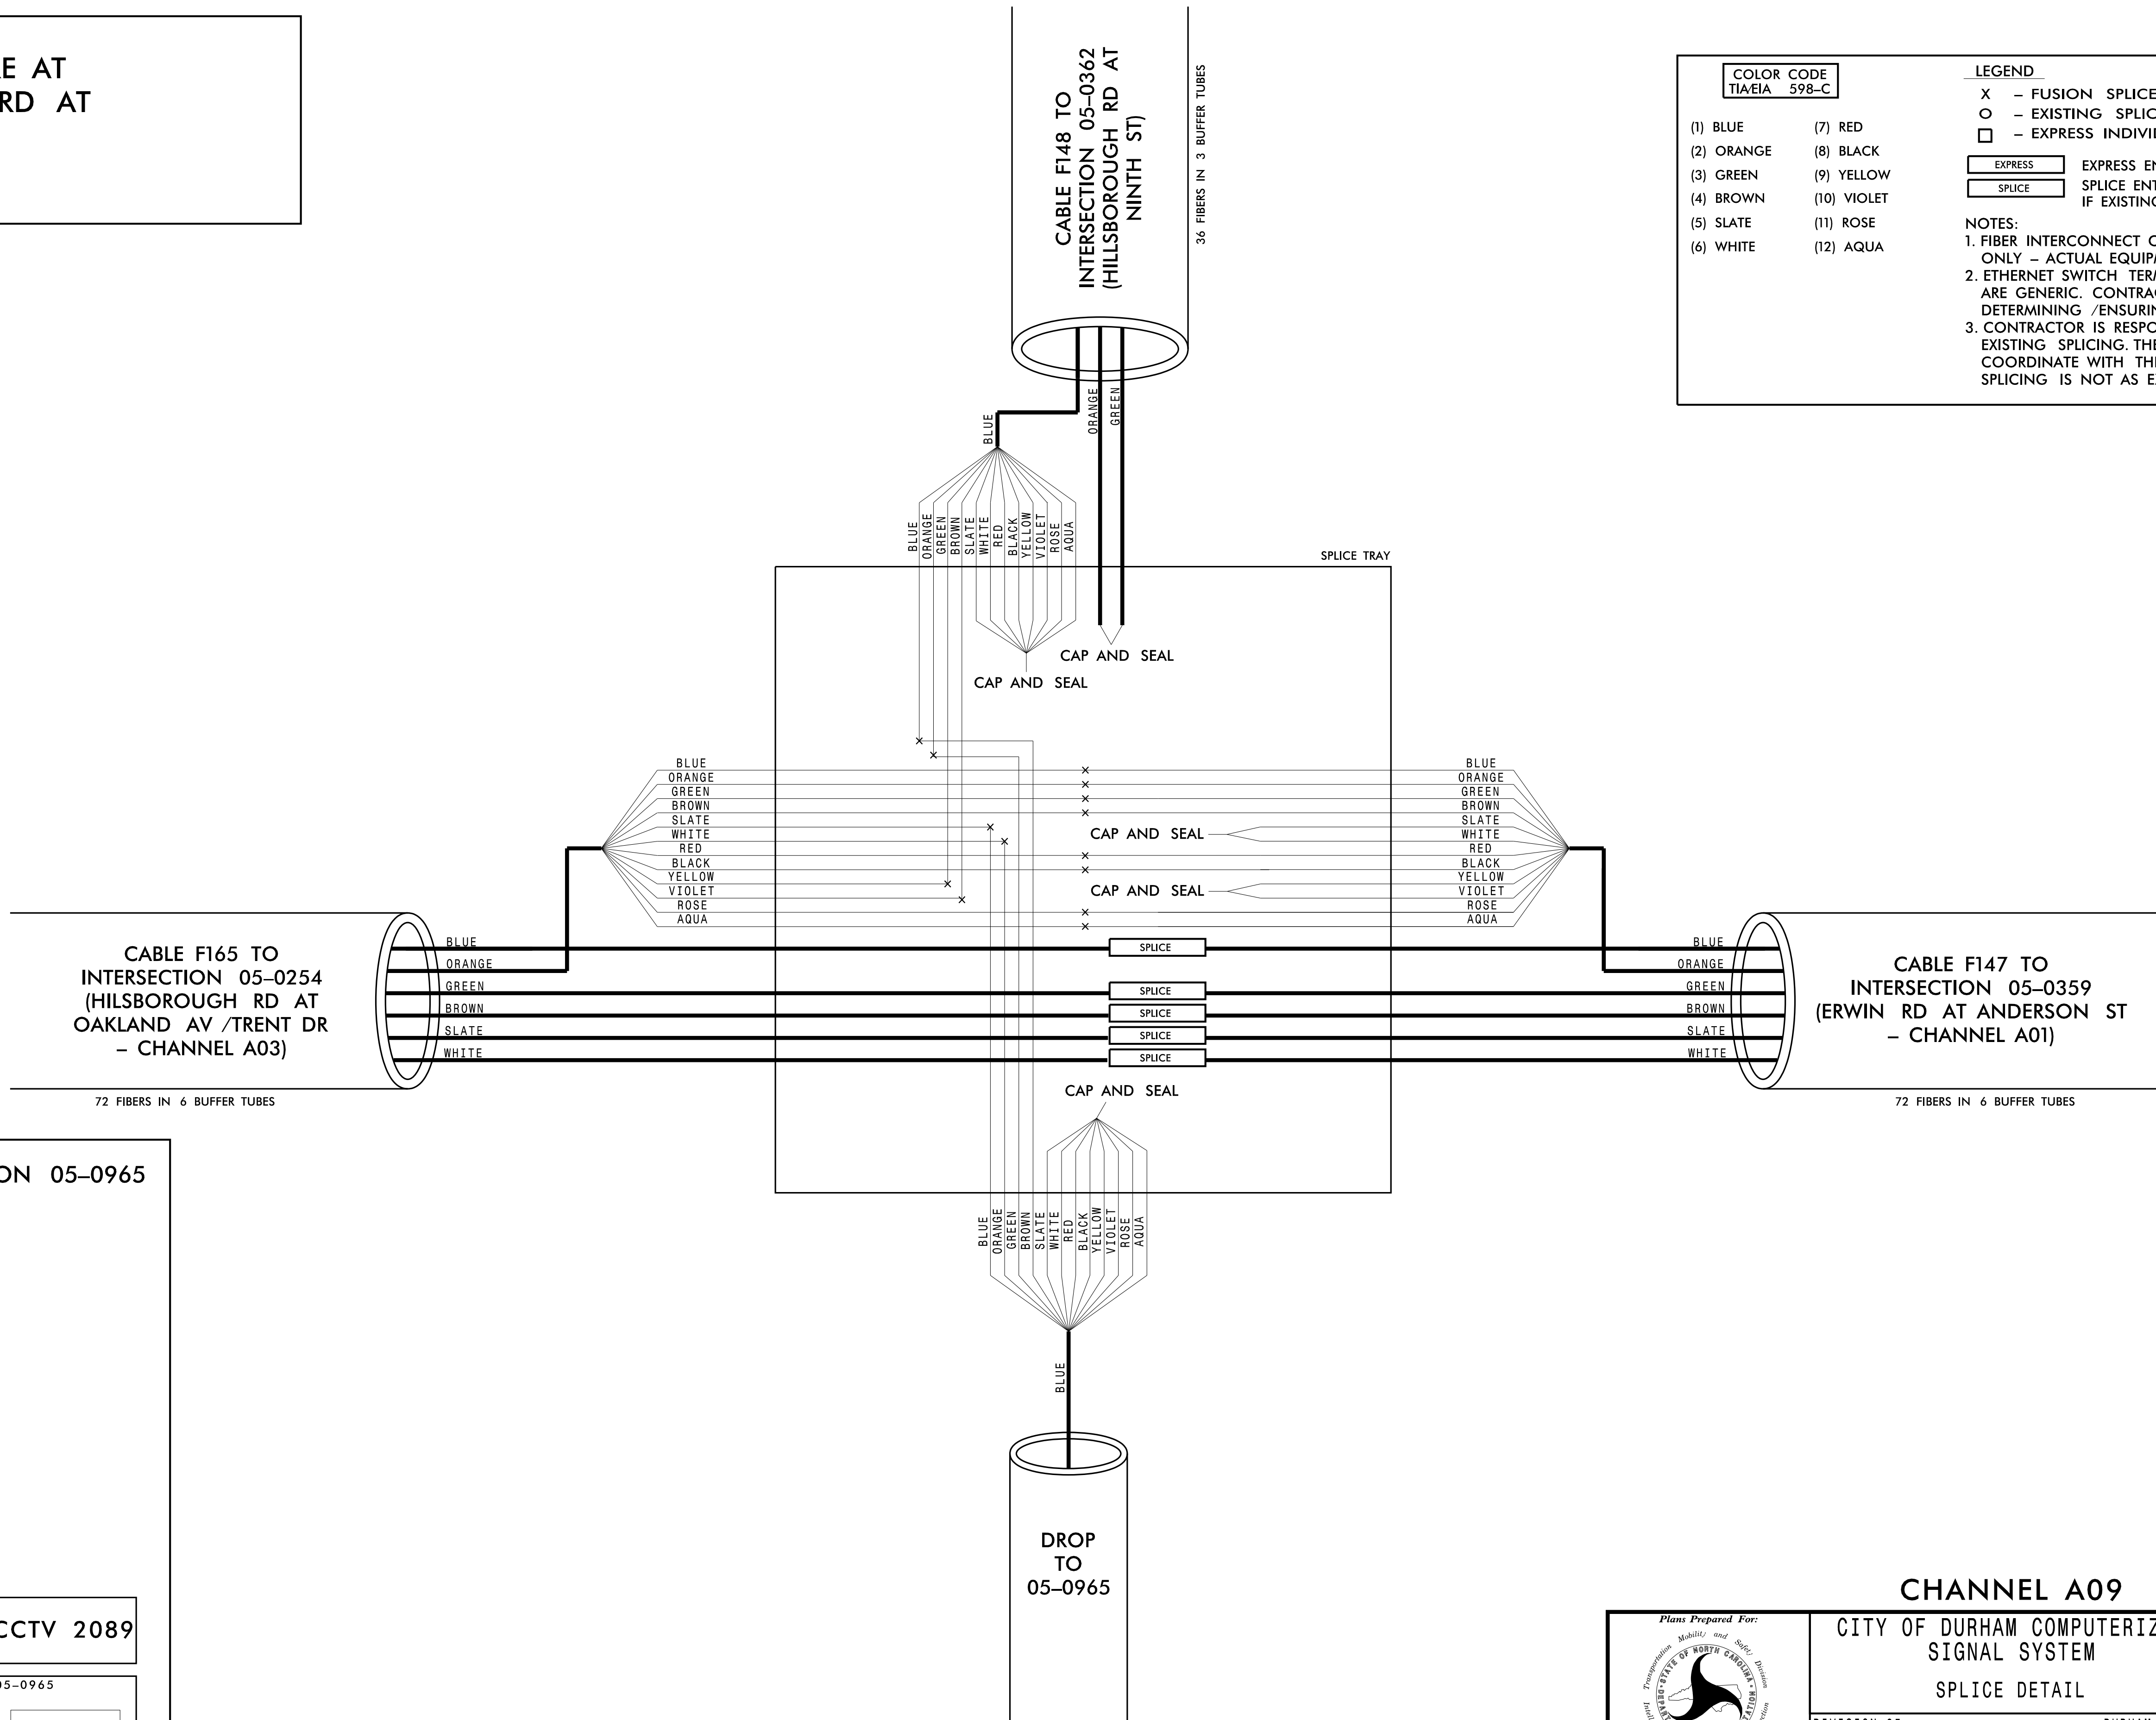 E AT
RD AT
CABLE F148 TO
INTERSECTION 05–0362
(HILLSBOROUGH RD AT
NINTH ST)
36 FIBERS IN 3 BUFFER TUBES
COLOR CODE
TIA/EIA 598–C
(1) BLUE
(2) ORANGE
(3) GREEN
(4) BROWN
(5) SLATE
(6) WHITE
(7) RED
(8) BLACK
(9) YELLOW
(10) VIOLET
(11) ROSE
(12) AQUA
LEGEND
X – FUSION SPLICE
O – EXISTING SPLIC
– EXPRESS INDIVI
EXPRESS
EXPRESS EN
SPLICE
SPLICE ENT
IF EXISTING
NOTES:
1. FIBER INTERCONNECT C
ONLY – ACTUAL EQUIPM
2. ETHERNET SWITCH TERM
ARE GENERIC. CONTRAC
DETERMINING /ENSURIN
3. CONTRACTOR IS RESPO
EXISTING SPLICING. THE
COORDINATE WITH THE
SPLICING IS NOT AS E
BLUE
ORANGE
GREEN
BLUE
ORANGE
GREEN
BROWN
SLATE
WHITE
RED
BLACK
YELLOW
VIOLET
ROSE
AQUA
SPLICE TRAY
CAP AND SEAL
CAP AND SEAL
BLUE
ORANGE
GREEN
BROWN
SLATE
WHITE
RED
BLACK
YELLOW
VIOLET
ROSE
AQUA
CAP AND SEAL
CAP AND SEAL
BLUE
ORANGE
GREEN
BROWN
SLATE
WHITE
RED
BLACK
YELLOW
VIOLET
ROSE
AQUA
CABLE F165 TO
INTERSECTION 05–0254
(HILSBOROUGH RD AT
OAKLAND AV /TRENT DR
– CHANNEL A03)
72 FIBERS IN 6 BUFFER TUBES
BLUE
ORANGE
GREEN
BROWN
SLATE
WHITE
SPLICE
SPLICE
SPLICE
SPLICE
SPLICE
BLUE
ORANGE
GREEN
BROWN
SLATE
WHITE
CABLE F147 TO
INTERSECTION 05–0359
(ERWIN RD AT ANDERSON ST
– CHANNEL A01)
72 FIBERS IN 6 BUFFER TUBES
CAP AND SEAL
ON 05–0965
BLUE
ORANGE
GREEN
BROWN
SLATE
WHITE
RED
BLACK
YELLOW
VIOLET
ROSE
AQUA
BLUE
DROP
TO
05–0965
CCTV 2089
05-0965
CHANNEL A09
Plans Prepared For:
Transportation Mobility and Safety Division
STATE OF NORTH CAROLINA
CITY OF DURHAM COMPUTERIZ
SIGNAL SYSTEM
SPLICE DETAIL